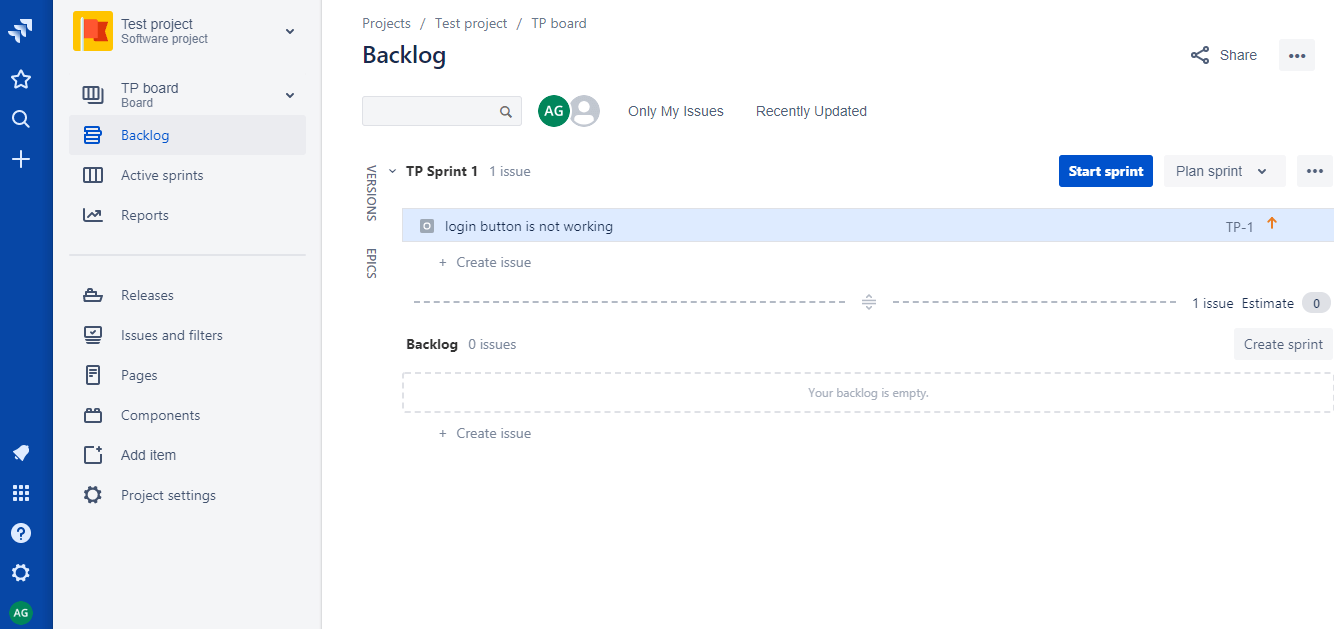 Test project
Software project
TP board
Board
Backlog
Active sprints
Reports
Releases
Issues and filters
Pages
Components
Add item
Project settings
AG
Projects / Test project / TP board
Backlog
Share
AG
Only My Issues
Recently Updated
VERSIONS
EPICS
TP Sprint 1 1 issue
Start sprint
Plan sprint
login button is not working
TP-1
+ Create issue
1 issue Estimate 0
Backlog 0 issues
Create sprint
Your backlog is empty.
+ Create issue